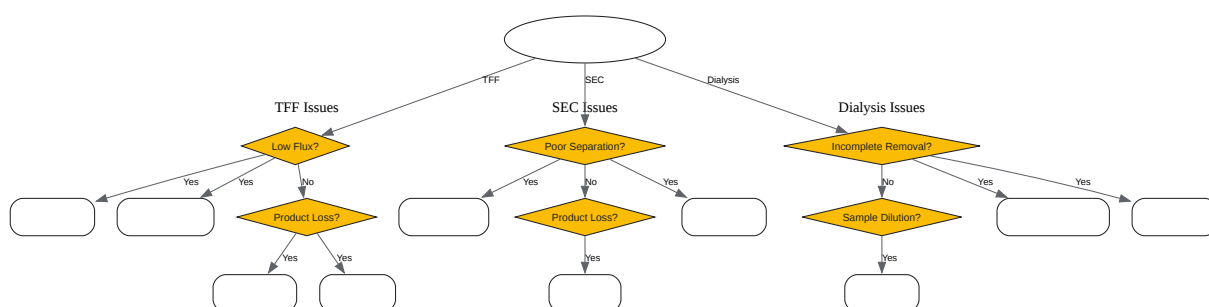 TFF
SEC
Dialysis
TFF Issues
SEC Issues
Dialysis Issues
Low Flux?
Poor Separation?
Incomplete Removal?
Yes
Yes
No
Yes
No
Yes
No
Yes
Yes
Product Loss?
Product Loss?
Sample Dilution?
Yes
Yes
Yes
Yes